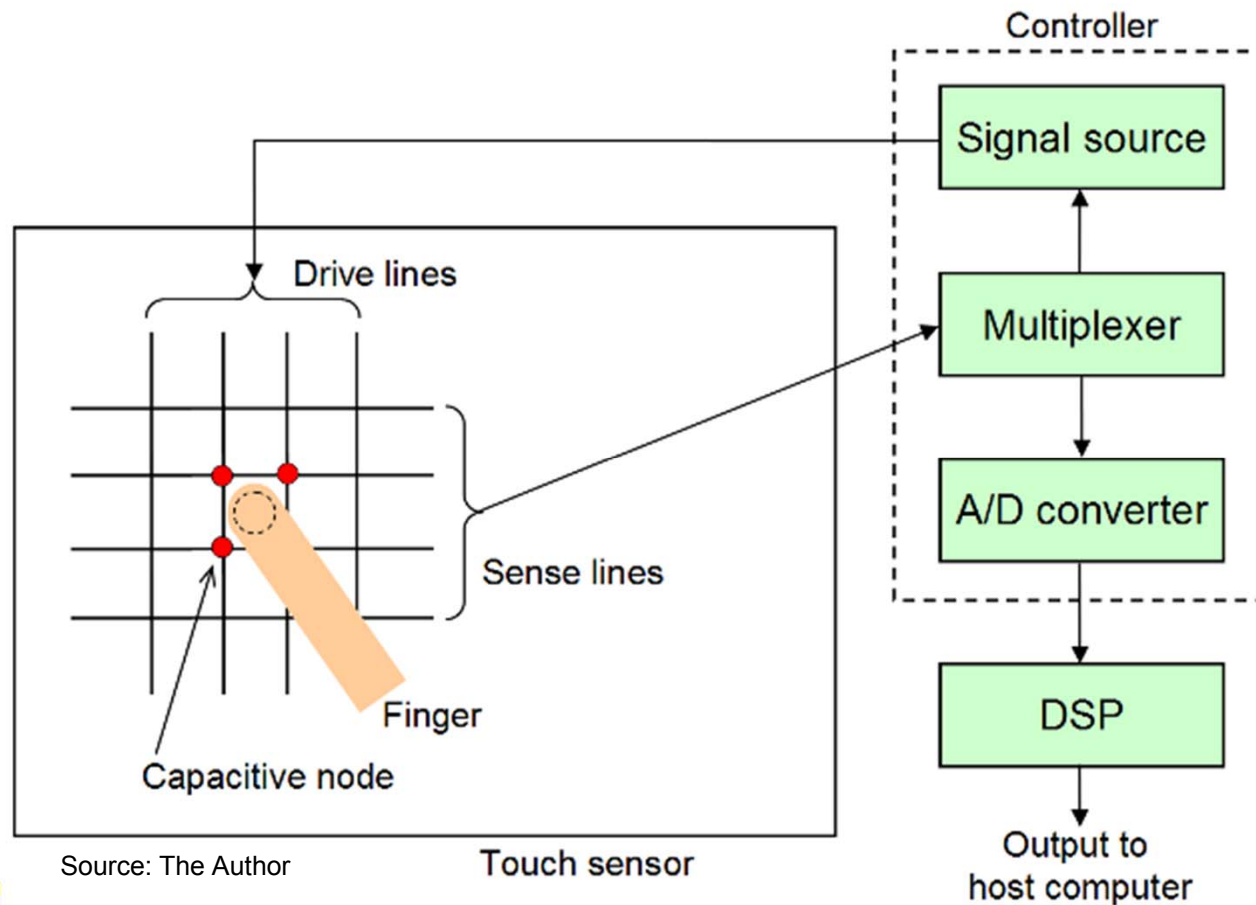 Controller
Signal source
Drive lines
Multiplexer
A/D converter
Sense lines
DSP
Finger
Capacitive node
Output to
host computer
Source: The Author
Touch sensor